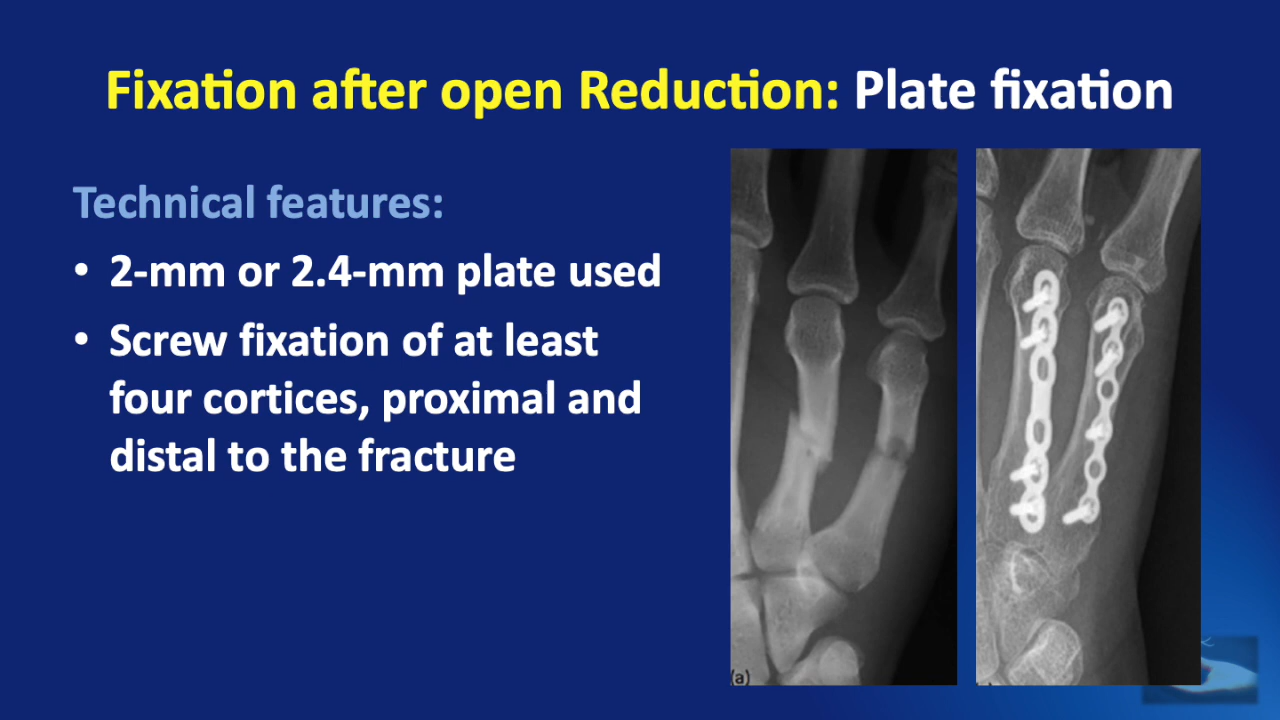 Fixation after open Reduction: Plate fixation
Technical features:
• 2-mm or 2.4-mm plate used
• Screw fixation of at least
four cortices, proximal and
distal to the fracture
(a)